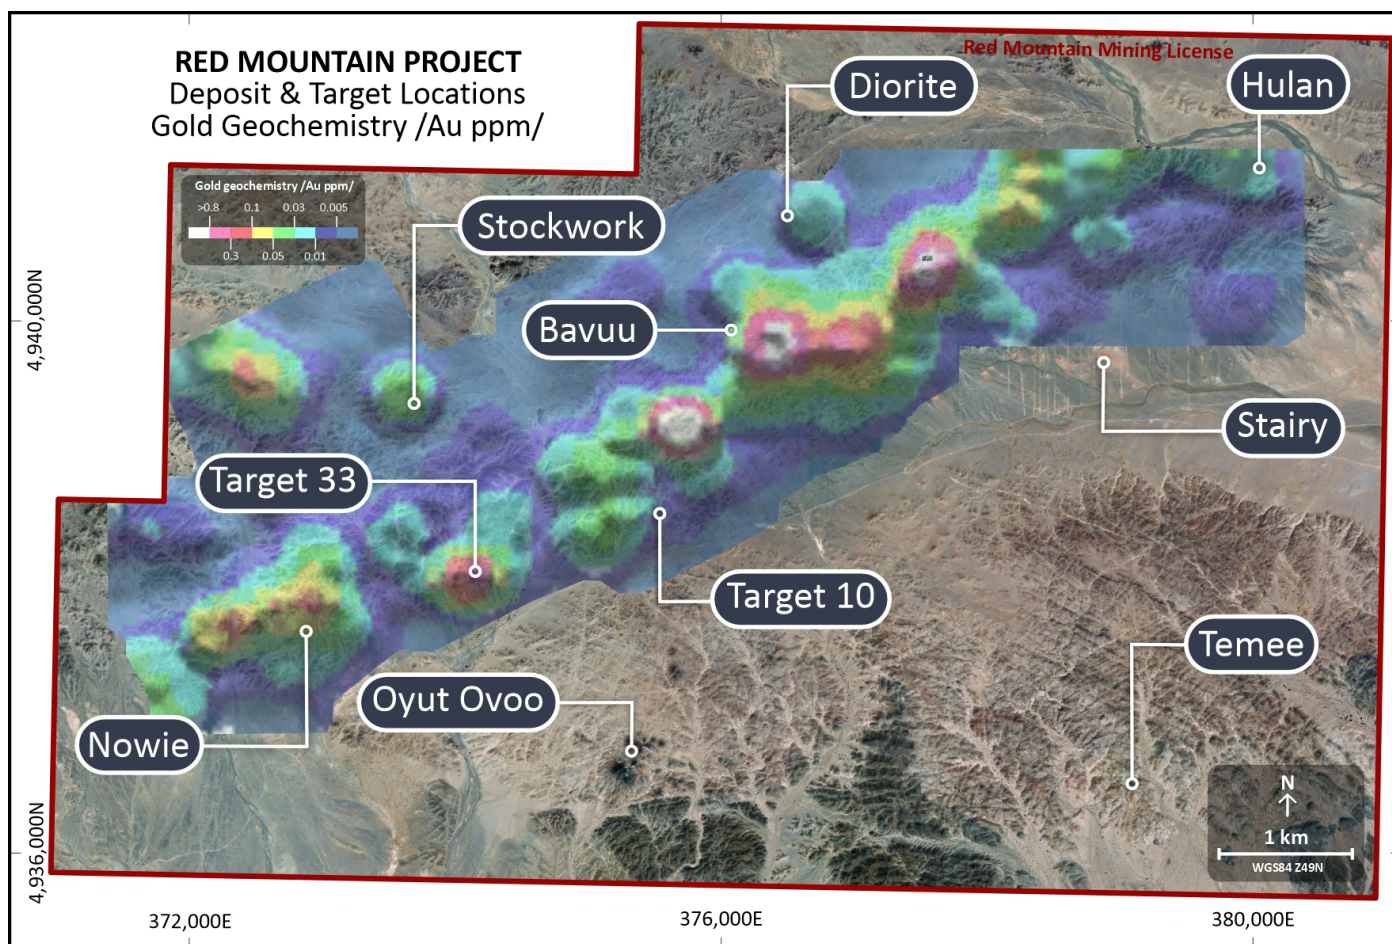 RED MOUNTAIN PROJECT
Deposit & Target Locations
Gold Geochemistry /Au ppm/
Red Mountain Mining License
Diorite
Hulan
Gold geochemistry /Au ppm/
>0.8 0.1 0.03 0.005
0.3 0.05 0.01
Stockwork
Bavuu
Stairy
Target 33
Target 10
Temee
Oyut Ovoo
Nowie
N
1 km
WGS84 Z49N
4,940,000N
4,936,000N
372,000E 376,000E 380,000E